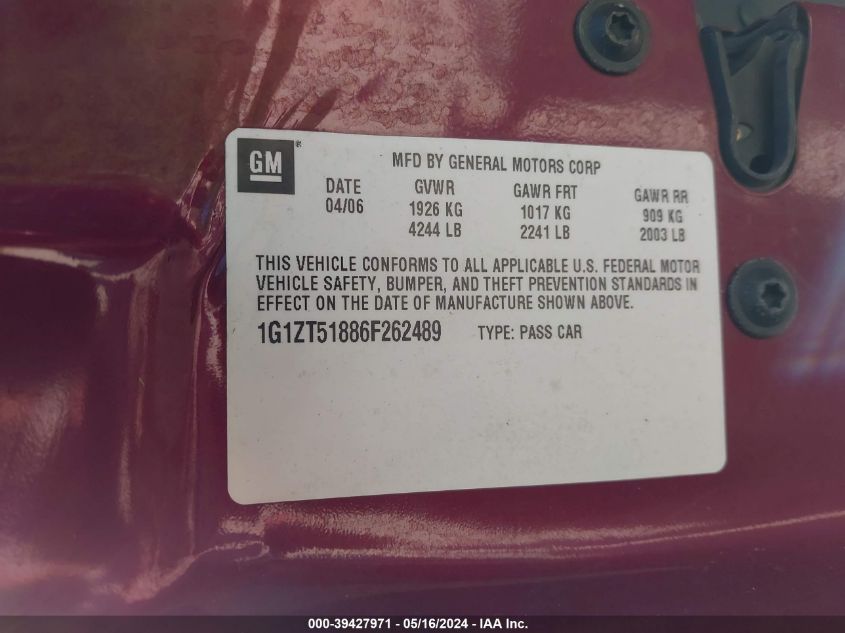 GM®
MFD BY GENERAL MOTORS CORP
DATE GVWR GAWR FRT GAWR RR
04/06 1926 KG 1017 KG 909 KG
4244 LB 2241 LB 2003 LB
THIS VEHICLE CONFORMS TO ALL APPLICABLE U.S. FEDERAL MOTOR
VEHICLE SAFETY, BUMPER, AND THEFT PREVENTION STANDARDS IN
EFFECT ON THE DATE OF MANUFACTURE SHOWN ABOVE.
1G1ZT51886F262489 TYPE: PASS CAR
000-39427971 - 05/16/2024 - IAA Inc.